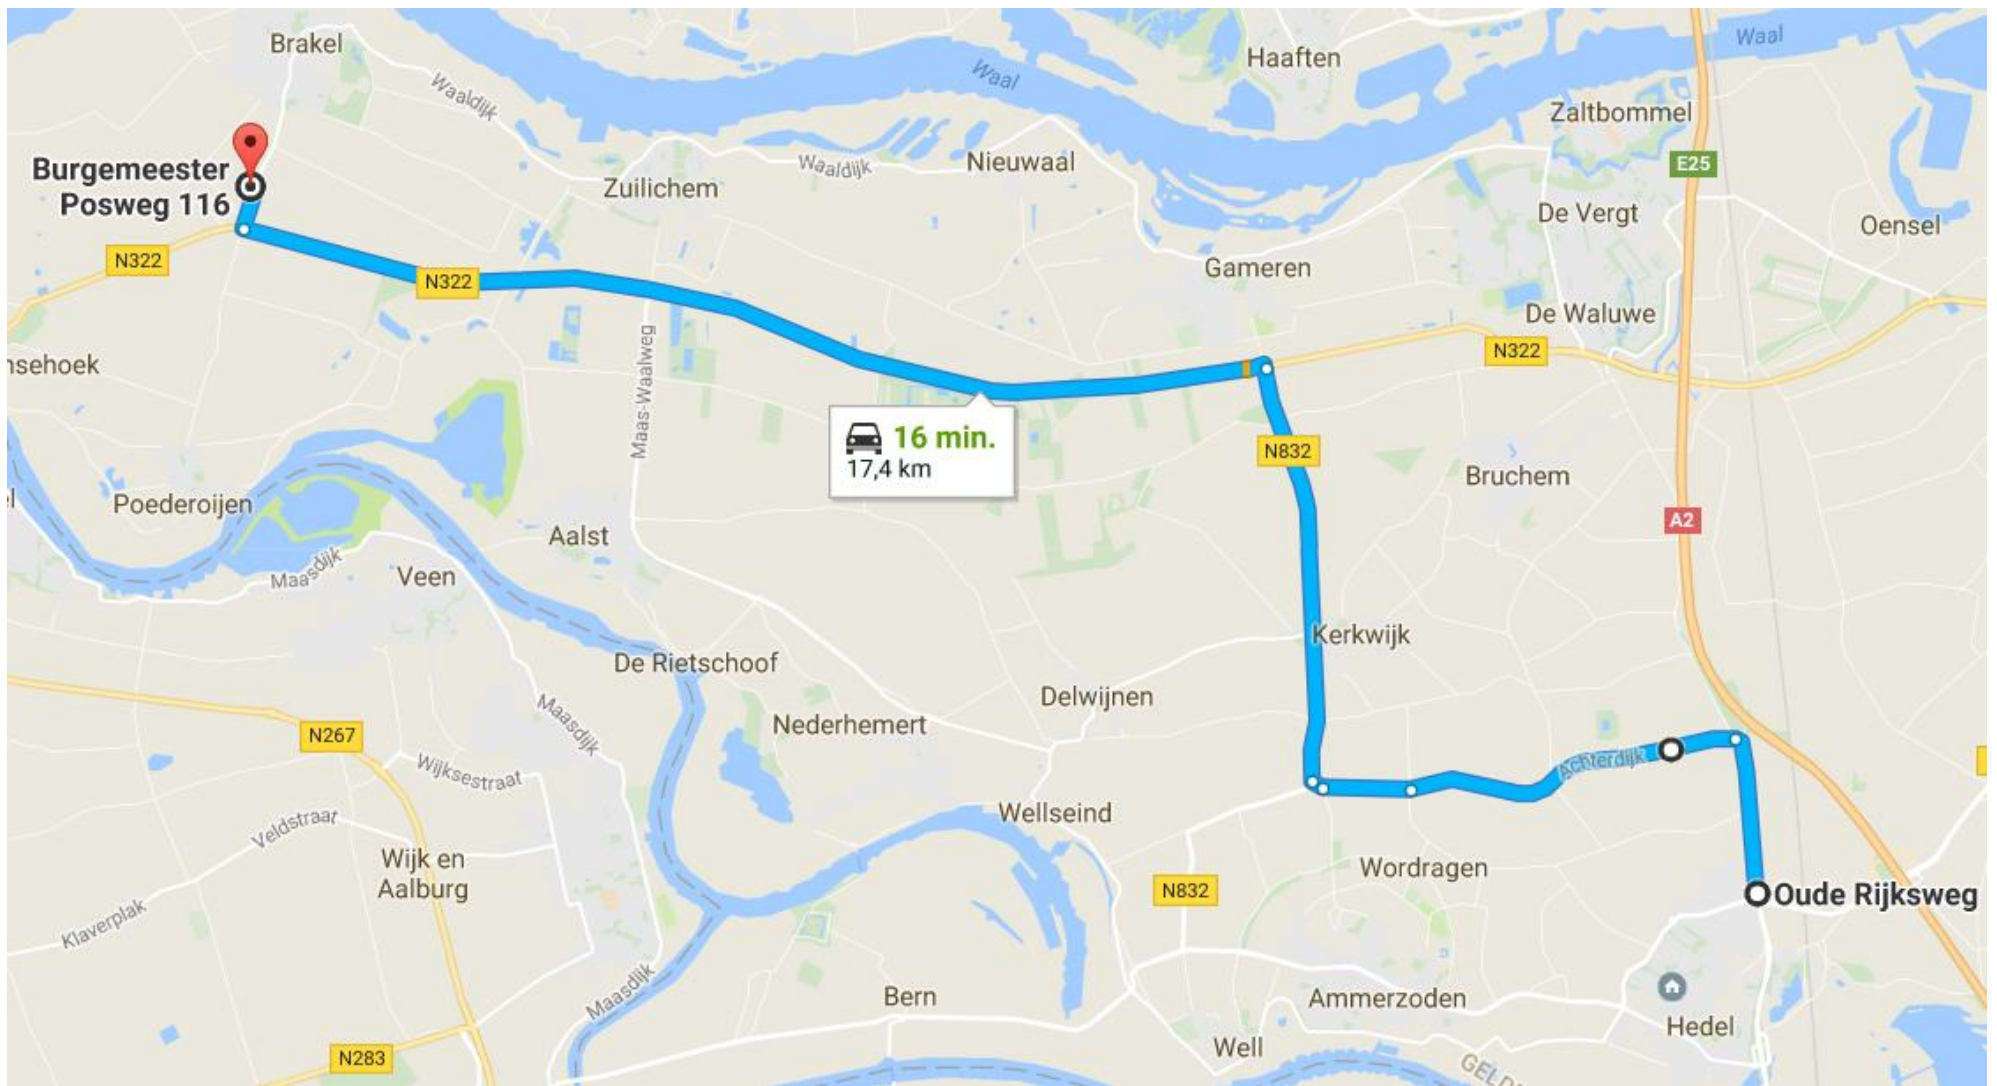 Brakel
Waaldijk
Waal
Haaften
Waal
Zaltbommel
E25
Burgemeester
Posweg 116
Zuilichem
Waaldijk
Nieuwaal
De Vergt
Oensel
N322
N322
Gameren
De Waluwe
N322
nsehoek
Maas-Waalweg
16 min.
17,4 km
N832
Bruchem
A2
Poederoijen
Aalst
Maasdijk
Veen
Kerkwijk
De Rietschoof
Delwijnen
Maasdijk
Nederhemert
N267
Wijksestraat
Achterdijk
Veldstraat
Wellseind
Wijk en
Aalburg
Wordragen
N832
Oude Rijksweg
Klaverplak
Maasdijk
Bern
Ammerzoden
Hedel
Well
N283
GELD